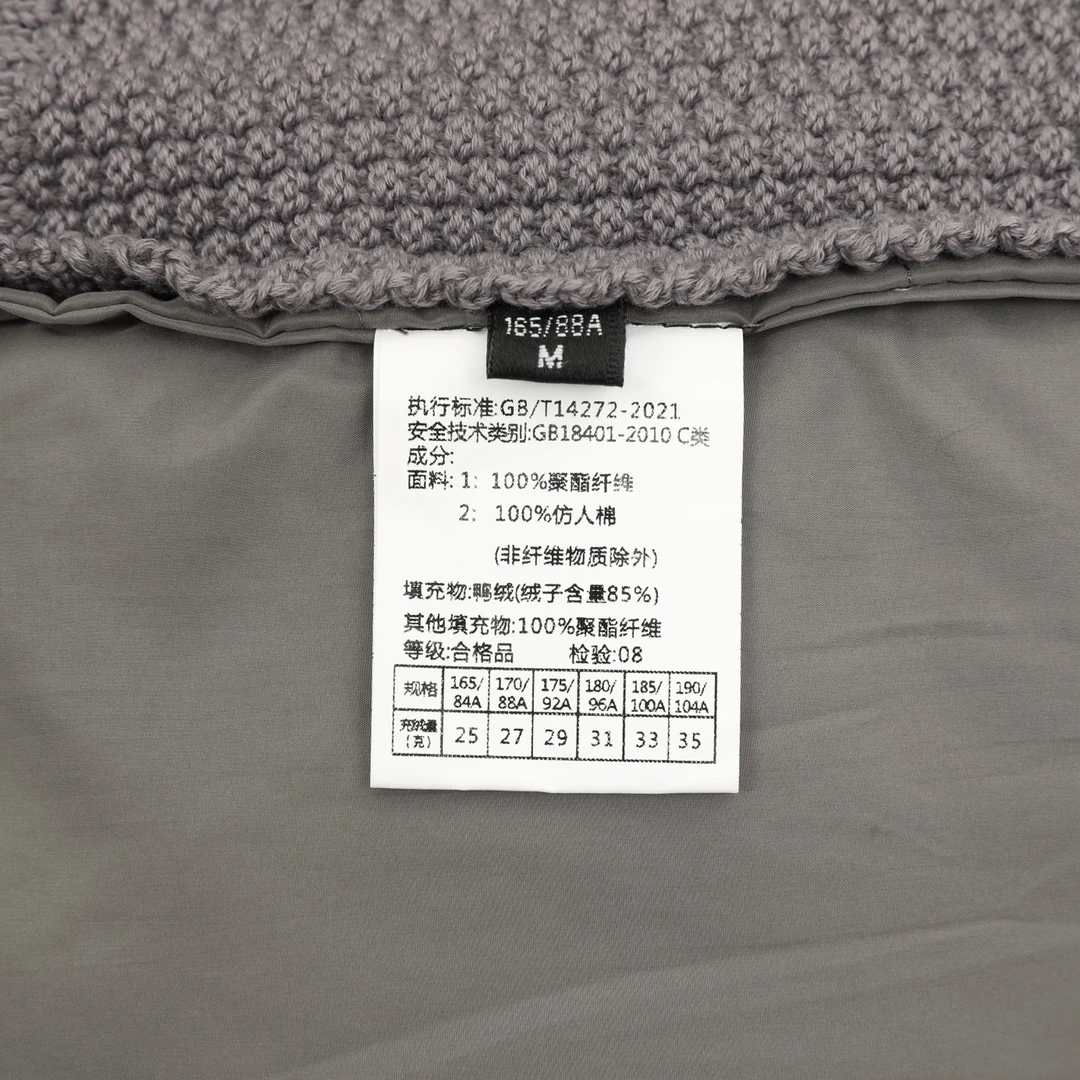 165/88A
M
执行标准:GB/T14272-2021
安全技术类别:GB18401-2010 C类
成分:
面料: 1: 100%聚酯纤维
2: 100%仿人棉
(非纤维物质除外)
填充物:鸭绒(绒子含量85%)
其他填充物:100%聚酯纤维
等级:合格品 检验:08
规格 165/84A 170/88A 175/92A 180/96A 185/100A 190/104A
充绒量(克) 25 27 29 31 33 35